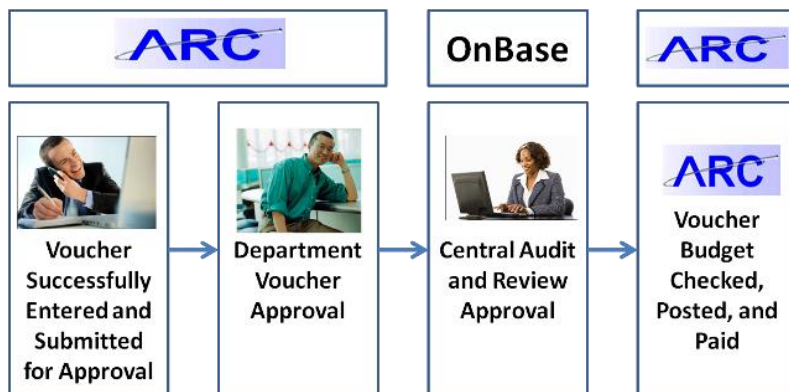 ARC
OnBase
ARC
Voucher
Successfully
Entered and
Submitted
for Approval
Department
Voucher
Approval
Central Audit
and Review
Approval
ARC
Voucher
Budget
Checked,
Posted, and
Paid